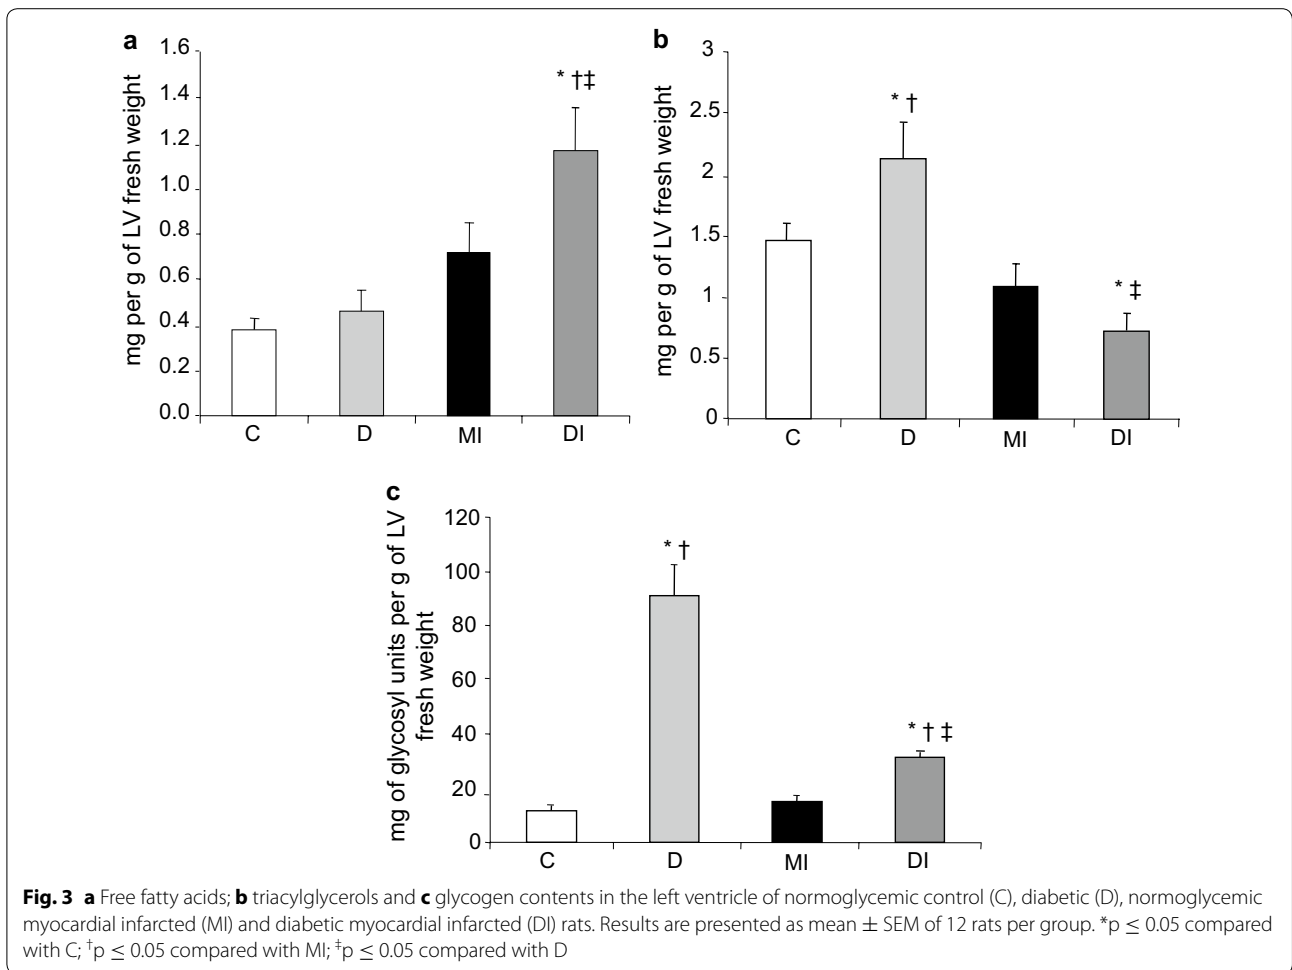 a
mg per g of LV fresh weight
1.6
1.4
1.2
1.0
0.8
0.6
0.4
0.2
0.0
* †‡
C D MI DI
b
mg per g of LV fresh weight
3
2.5
2
1.5
1
0.5
0
* †
* ‡
C D MI DI
c
mg of glycosyl units per g of LV
fresh weight
120
100
80
60
40
20
0
* †
* † ‡
C D MI DI
Fig. 3 a Free fatty acids; b triacylglycerols and c glycogen contents in the left ventricle of normoglycemic control (C), diabetic (D), normoglycemic
myocardial infarcted (MI) and diabetic myocardial infarcted (DI) rats. Results are presented as mean ± SEM of 12 rats per group. *p ≤ 0.05 compared
with C; †p ≤ 0.05 compared with MI; ‡p ≤ 0.05 compared with D